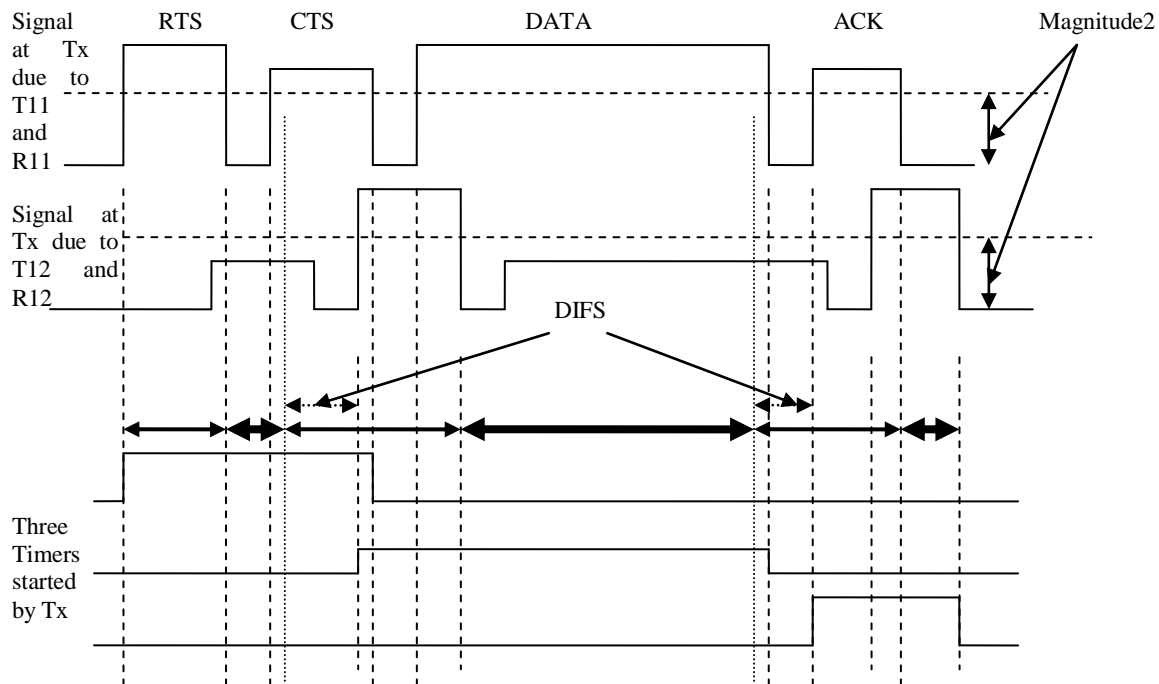 Signal
at Tx
due to
T11
and
R11
RTS
CTS
DATA
ACK
Magnitude2
Signal at
Tx due to
T12 and
R12
DIFS
Three
Timers
started
by Tx